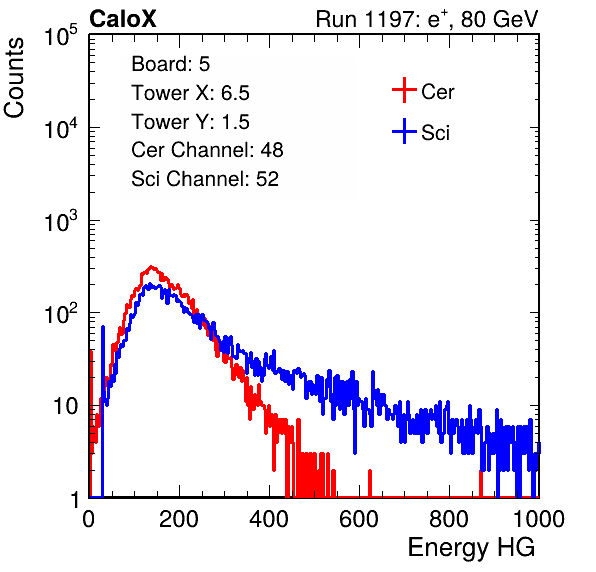 CaloX Run 1197: e⁺, 80 GeV
Counts
10⁵
10⁴
10³
10²
10
1
Board: 5
Tower X: 6.5
Tower Y: 1.5
Cer Channel: 48
Sci Channel: 52
Cer
Sci
0 200 400 600 800 1000
Energy HG